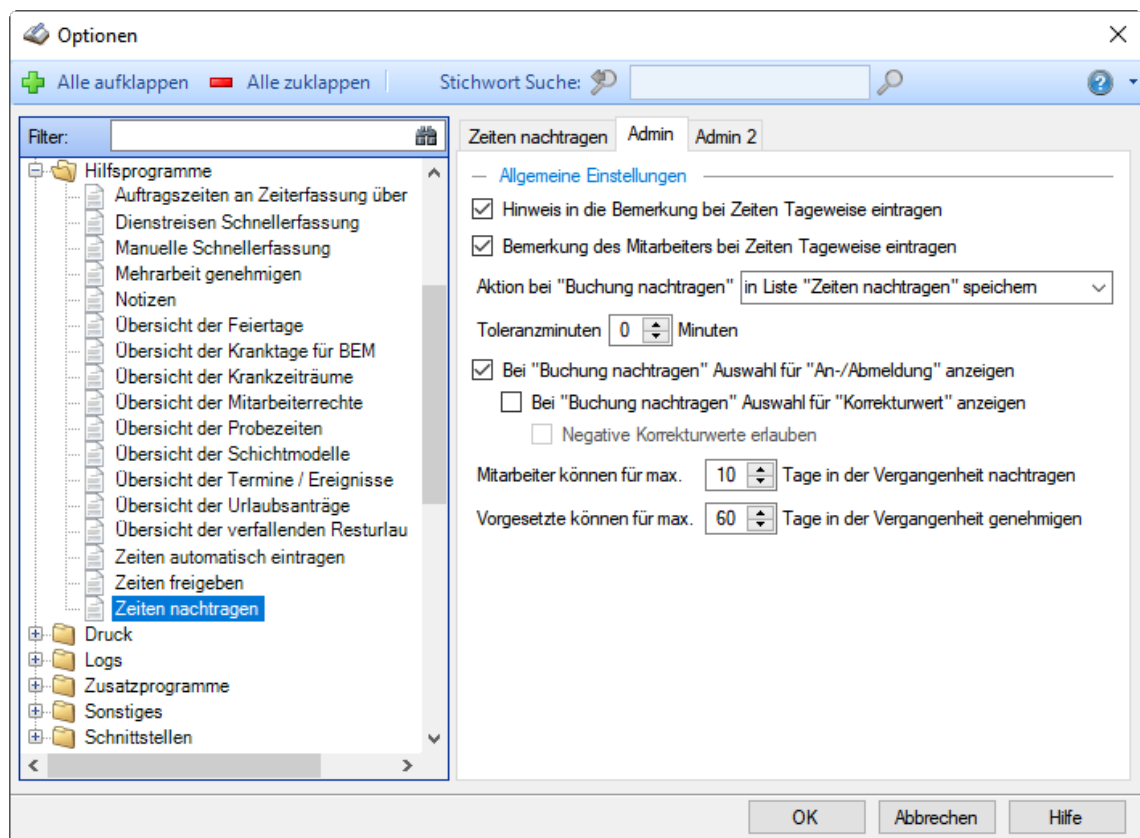 Optionen
Alle aufklappen Alle zuklappen Stichwort Suche:
Filter:
Hilfsprogramme
Auftragszeiten an Zeiterfassung über
Dienstreisen Schnellerfassung
Manuelle Schnellerfassung
Mehrarbeit genehmigen
Notizen
Übersicht der Feiertage
Übersicht der Kranktage für BEM
Übersicht der Krankzeiträume
Übersicht der Mitarbeiterrechte
Übersicht der Probezeiten
Übersicht der Schichtmodelle
Übersicht der Termine / Ereignisse
Übersicht der Urlaubsanträge
Übersicht der verfallenden Resturlau
Zeiten automatisch eintragen
Zeiten freigeben
Zeiten nachtragen
Druck
Logs
Zusatzprogramme
Sonstiges
Schnittstellen
Zeiten nachtragen Admin Admin 2
Allgemeine Einstellungen
Hinweis in die Bemerkung bei Zeiten Tageweise eintragen
Bemerkung des Mitarbeiters bei Zeiten Tageweise eintragen
Aktion bei "Buchung nachtragen" in Liste "Zeiten nachtragen" speichern
Toleranzminuten 0 Minuten
Bei "Buchung nachtragen" Auswahl für "An-/Abmeldung" anzeigen
Bei "Buchung nachtragen" Auswahl für "Korrekturwert" anzeigen
Negative Korrekturwerte erlauben
Mitarbeiter können für max. 10 Tage in der Vergangenheit nachtragen
Vorgesetzte können für max. 60 Tage in der Vergangenheit genehmigen
OK Abbrechen Hilfe